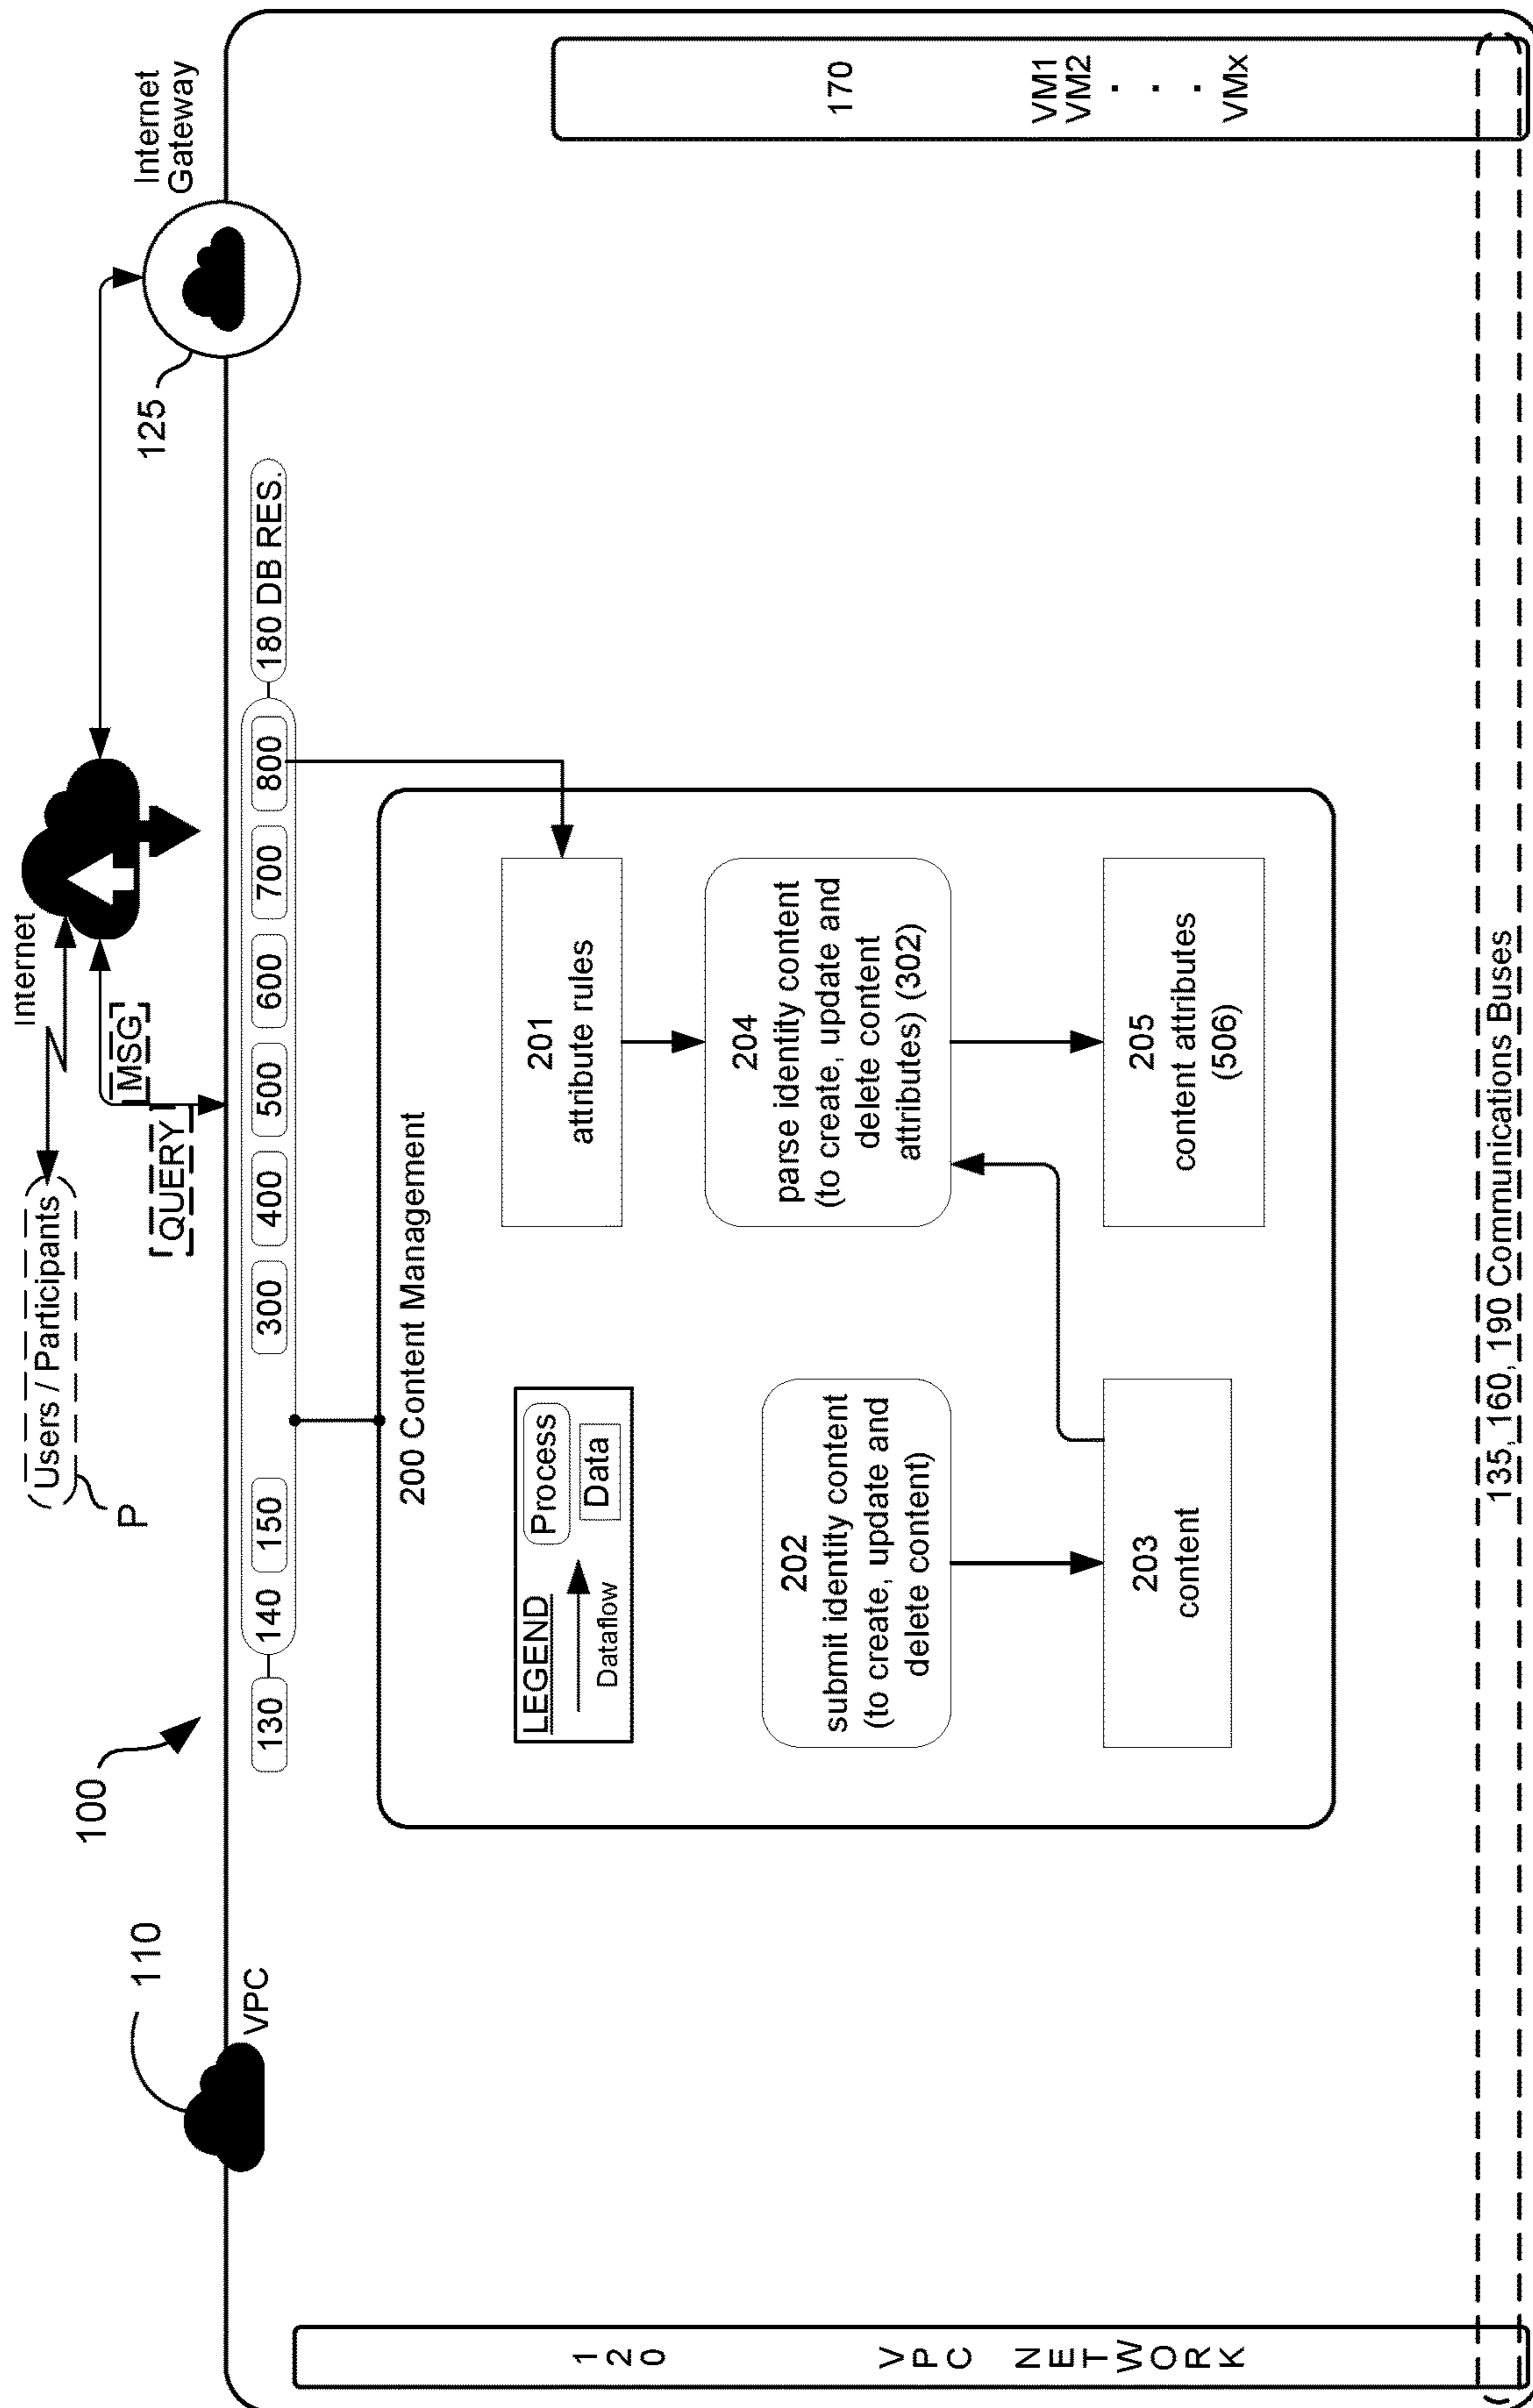 Users / Participants
P
Internet
MSG
QUERY
Internet
Gateway
125
100
110
VPC
130
140
150
300
400
500
600
700
800
180 DB RES.
200 Content Management
LEGEND
Process
Dataflow
Data
201
attribute rules
202
submit identity content
(to create, update and
delete content)
203
content
204
parse identity content
(to create, update and
delete content
attributes) (302)
205
content attributes
(506)
120
VPC NETWORK
170
VM1
VM2
.
.
.
VMx
135, 160, 190 Communications Buses